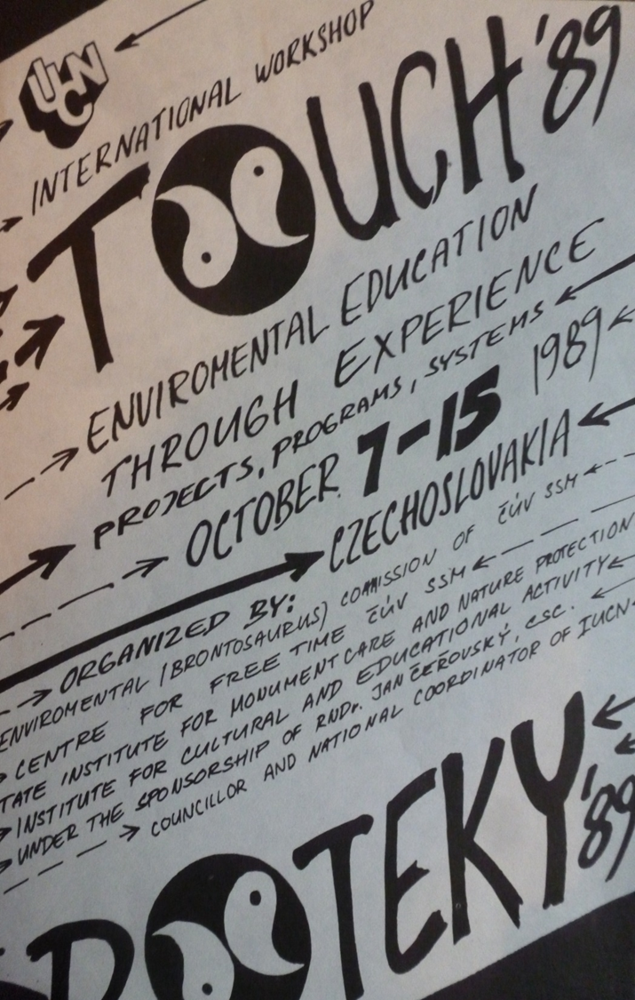 IUCN
INTERNATIONAL WORKSHOP
TOUCH '89
ENVIROMENTAL EDUCATION
THROUGH EXPERIENCE
PROJECTS, PROGRAMS, SYSTEMS
OCTOBER 7-15 1989
CZECHOSLOVAKIA
ORGANIZED BY:
ENVIROMENTAL /BRONTOSAURUS/ COMMISSION OF ČÚV SSM
CENTRE FOR FREE TIME ČÚV SSM
TATE INSTITUTE FOR MONUMENT CARE AND NATURE PROTECTION
INSTITUTE FOR CULTURAL AND EDUCATIONAL ACTIVITY
UNDER THE SPONSORSHIP OF RNDr. JAN ČEŘOVSKÝ, CSC.
COUNCILLOR AND NATIONAL COORDINATOR OF IUCN-
DOTEKY '89